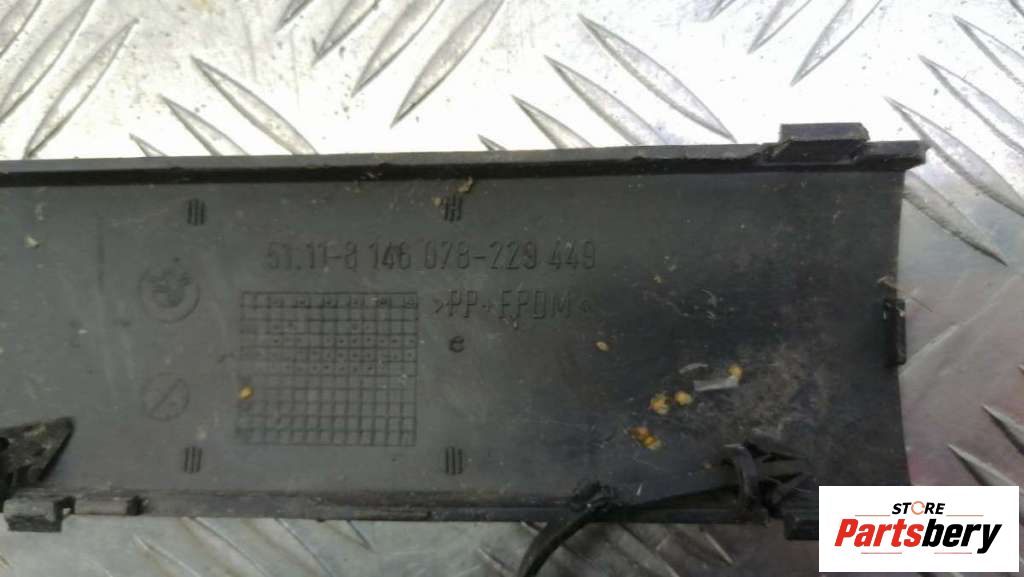 51.11-8 146 078-229 449
>PP+EPDM<
e
STORE
Partsbery